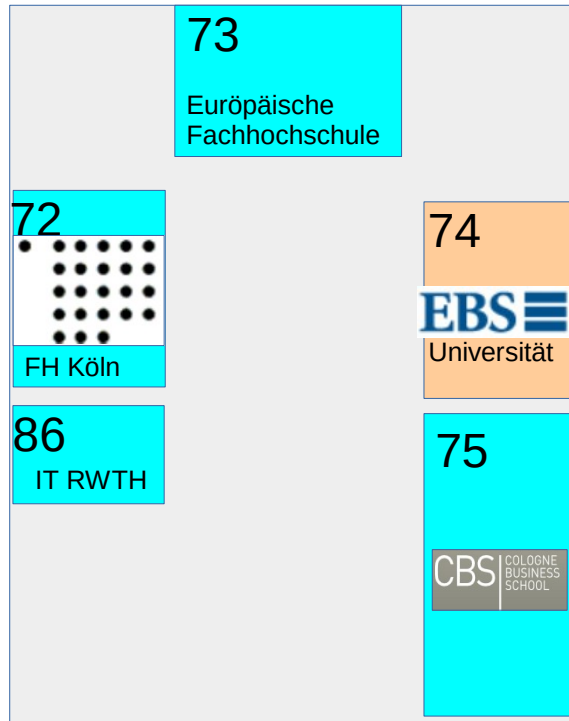 73
Euröpäische
Fachhochschule
72
FH Köln
74
EBS
Universität
86
IT RWTH
75
CBS COLOGNE
BUSINESS
SCHOOL